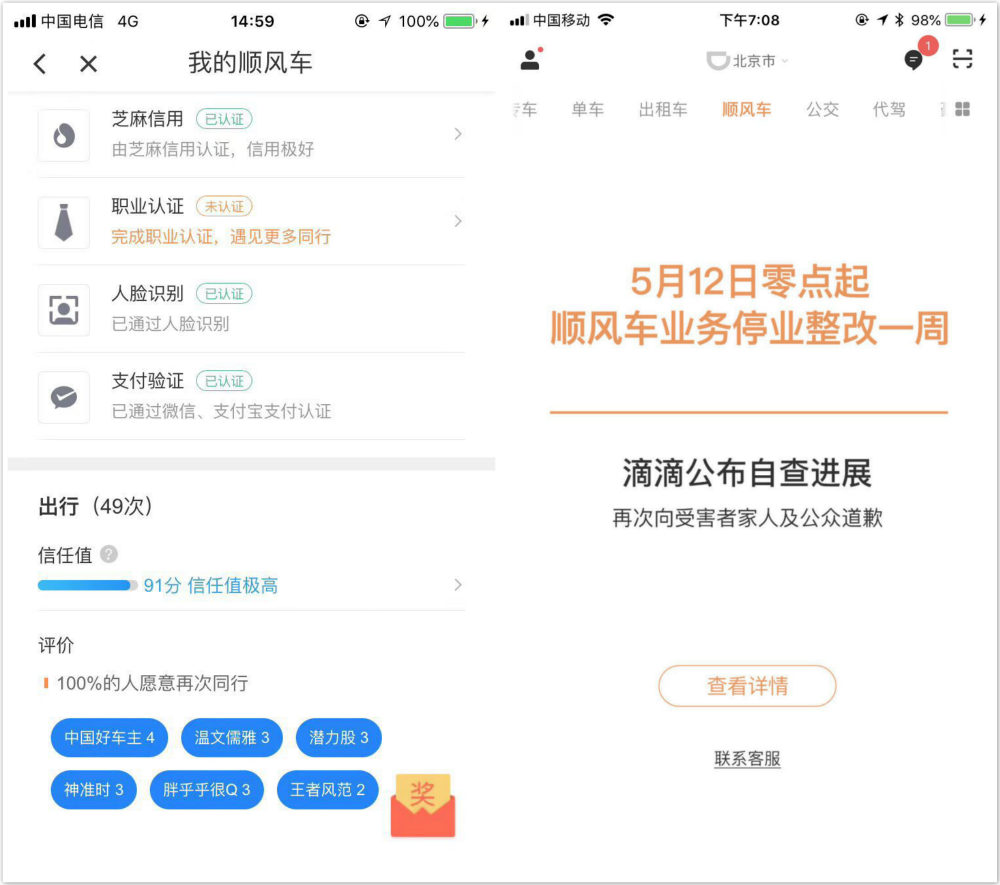 中国电信 4G 14:59 100%
我的顺风车
芝麻信用 已认证
由芝麻信用认证，信用极好
职业认证 未认证
完成职业认证，遇见更多同行
人脸识别 已认证
已通过人脸识别
支付验证 已认证
已通过微信、支付宝支付认证
出行（49次）
信任值 ?
91分 信任值极高
评价
100%的人愿意再次同行
中国好车主 4 温文儒雅 3 潜力股 3
神准时 3 胖乎乎很Q 3 王者风范 2
奖
中国移动 下午7:08 98%
北京市 1
专车 单车 出租车 顺风车 公交 代驾
5月12日零点起
顺风车业务停业整改一周
滴滴公布自查进展
再次向受害者家人及公众道歉
查看详情
联系客服